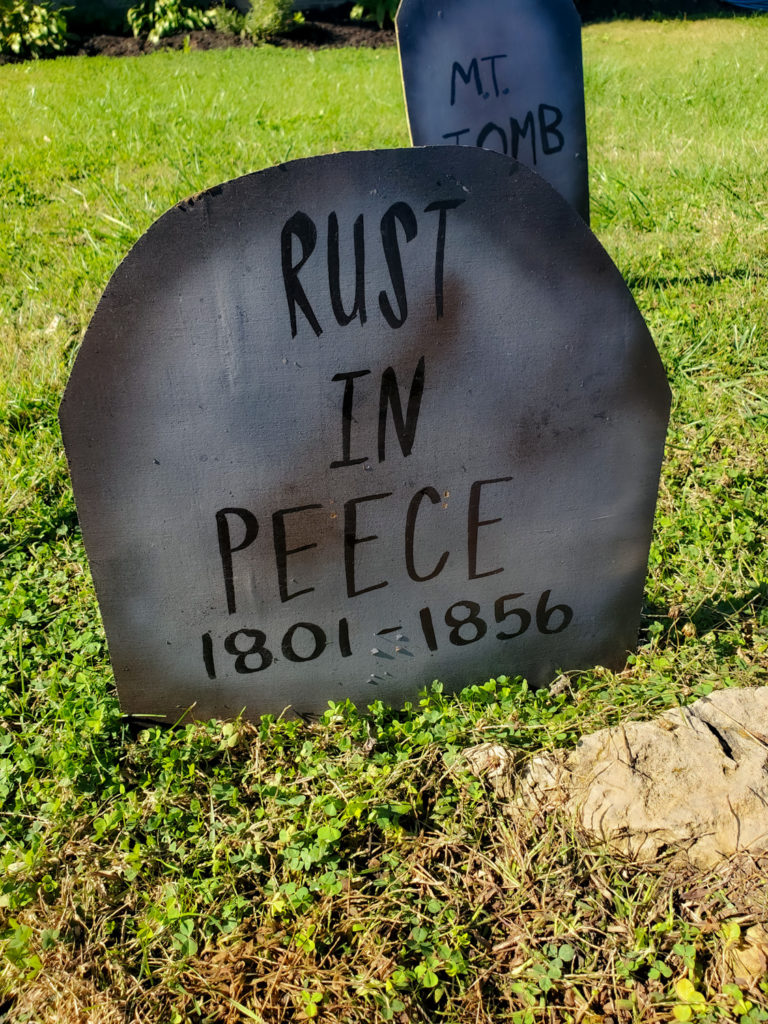 M.T.
TOMB
RUST
IN
PEECE
1801-1856